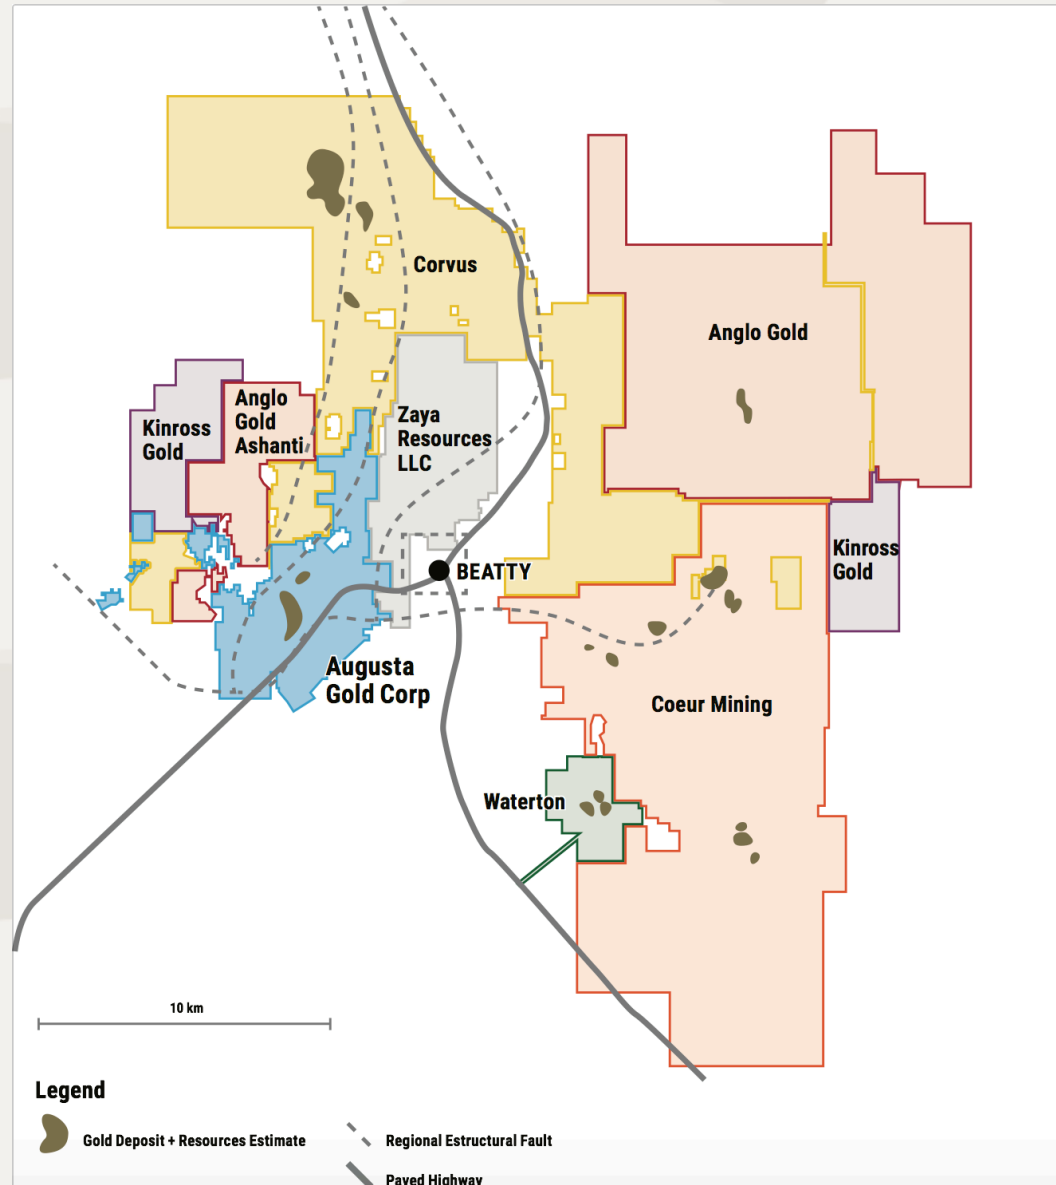 Corvus
Anglo Gold
Anglo
Gold
Ashanti
Kinross
Gold
Zaya
Resources
LLC
Kinross
Gold
BEATTY
Augusta
Gold Corp
Coeur Mining
Waterton
10 km
Legend
Gold Deposit + Resources Estimate
Regional Estructural Fault
Paved Highway